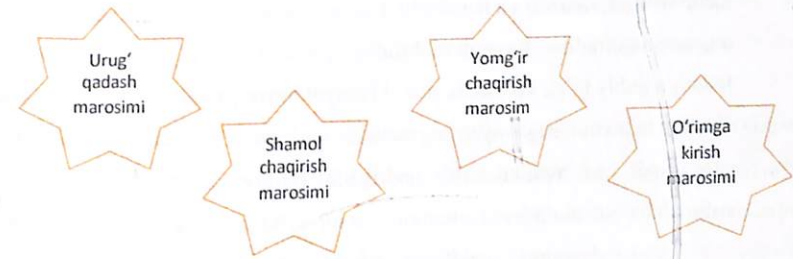 Urug‘
qadash
marosimi
Shamol
chaqirish
marosimi
Yomg‘ir
chaqirish
marosim
O‘rimga
kirish
marosimi